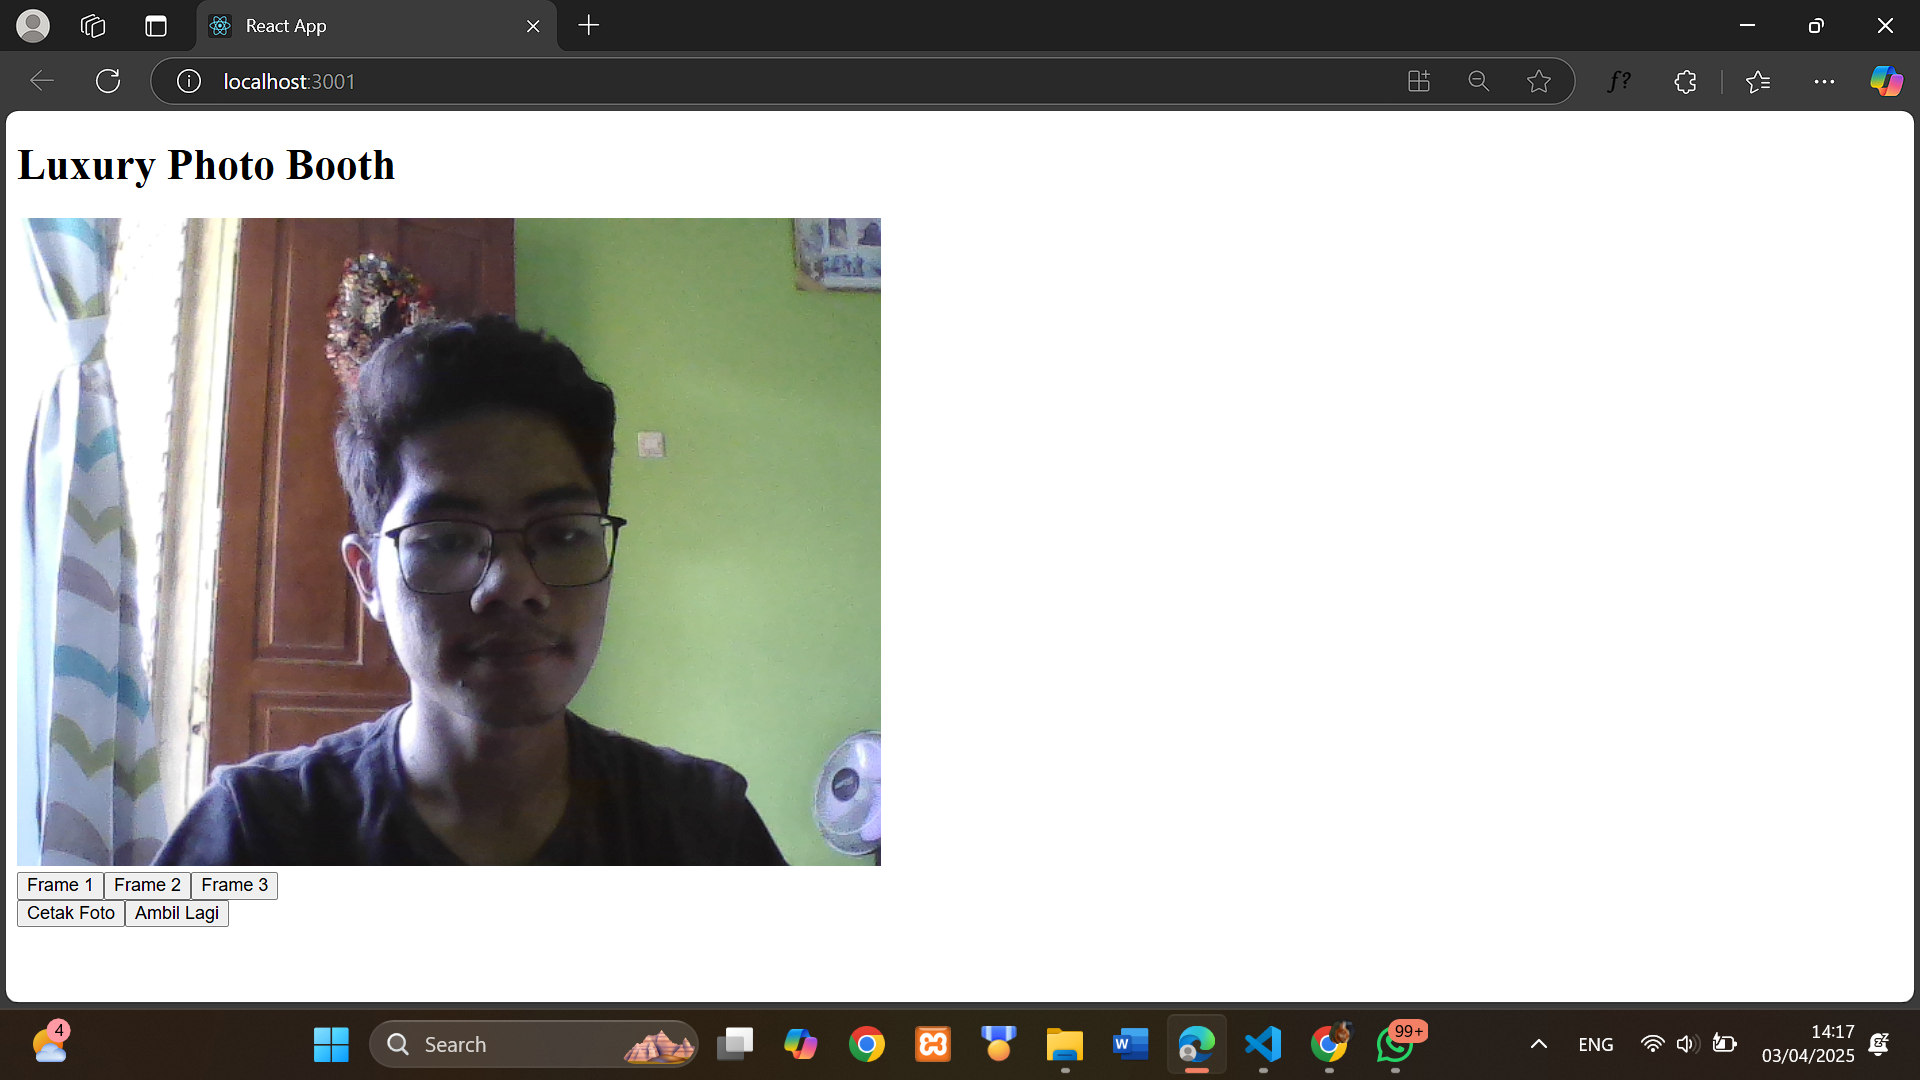 React App
localhost:3001
Luxury Photo Booth
Frame 1 Frame 2 Frame 3
Cetak Foto Ambil Lagi
4
Search
W
99+
ENG
14:17
03/04/2025